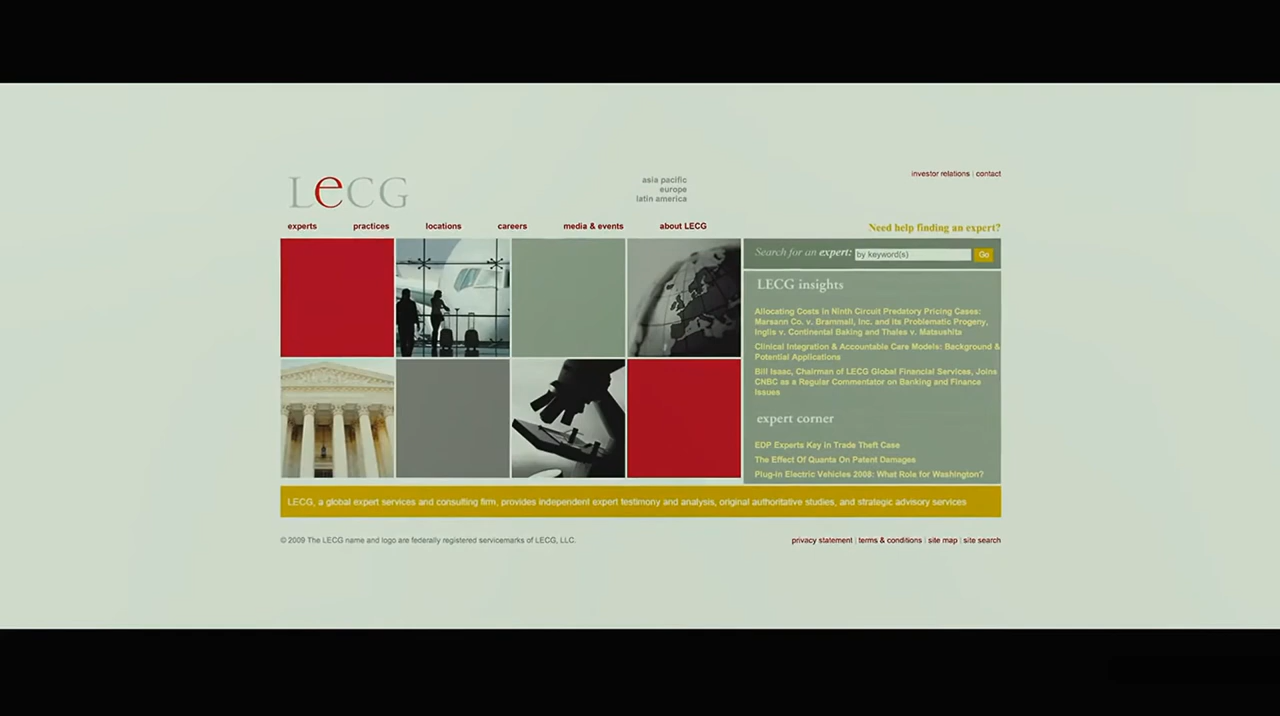 LeCG
asia pacific
europe
latin america
investor relations | contact
experts practices locations careers media & events about LECG
Need help finding an expert?
Search for an expert: by keyword(s) Go
LECG insights
Allocating Costs in Ninth Circuit Predatory Pricing Cases:
Marsann Co. v. Brammall, Inc. and its Problematic Progeny,
Inglis v. Continental Baking and Thales v. Matsushita
Clinical Integration & Accountable Care Models: Background &
Potential Applications
Bill Isaac, Chairman of LECG Global Financial Services, Joins
CNBC as a Regular Commentator on Banking and Finance
Issues
expert corner
EDP Experts Key in Trade Theft Case
The Effect Of Quanta On Patent Damages
Plug-in Electric Vehicles 2008: What Role for Washington?
LECG, a global expert services and consulting firm, provides independent expert testimony and analysis, original authoritative studies, and strategic advisory services
© 2009 The LECG name and logo are federally registered servicemarks of LECG, LLC.
privacy statement | terms & conditions | site map | site search